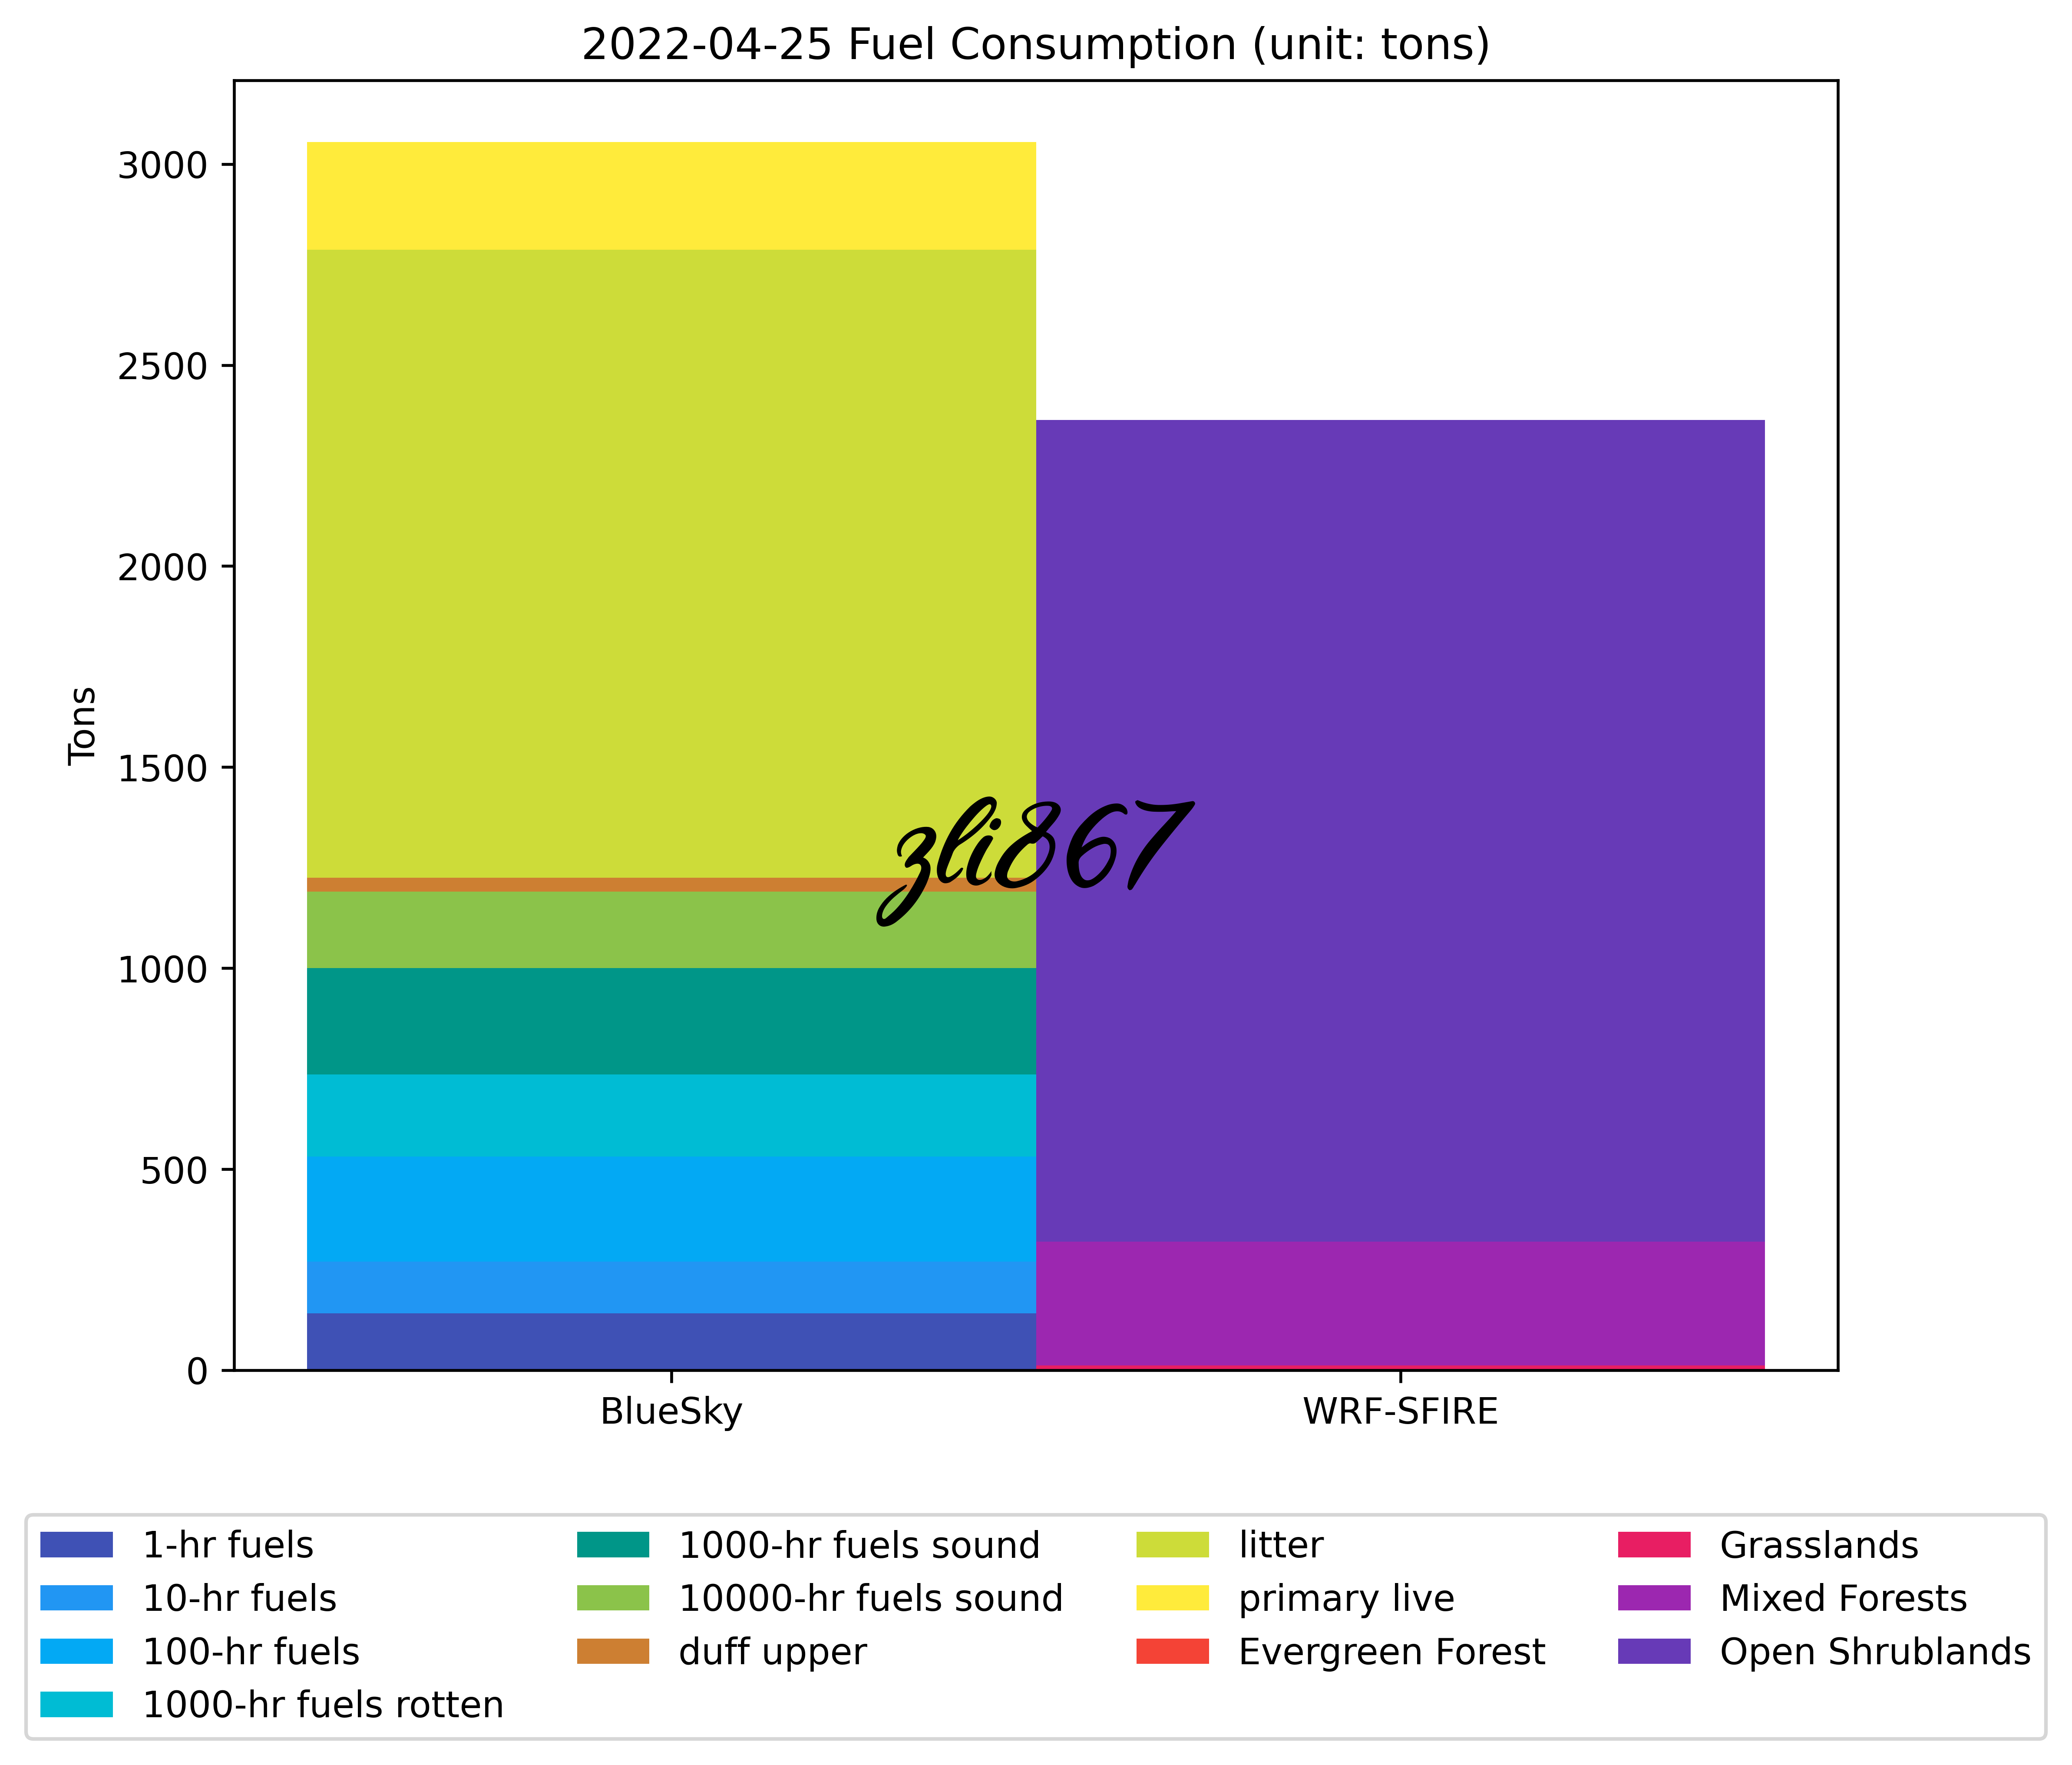 2022-04-25 Fuel Consumption (unit: tons)
3000
2500
2000
1500
1000
500
0
Tons
zli867
BlueSky
WRF-SFIRE
1-hr fuels
10-hr fuels
100-hr fuels
1000-hr fuels rotten
1000-hr fuels sound
10000-hr fuels sound
duff upper
litter
primary live
Evergreen Forest
Grasslands
Mixed Forests
Open Shrublands